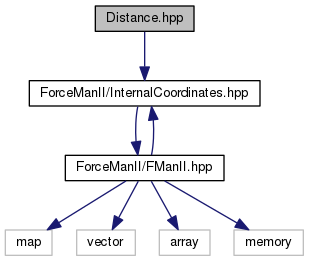 Distance.hpp
ForceManII/InternalCoordinates.hpp
ForceManII/FManII.hpp
map vector array memory